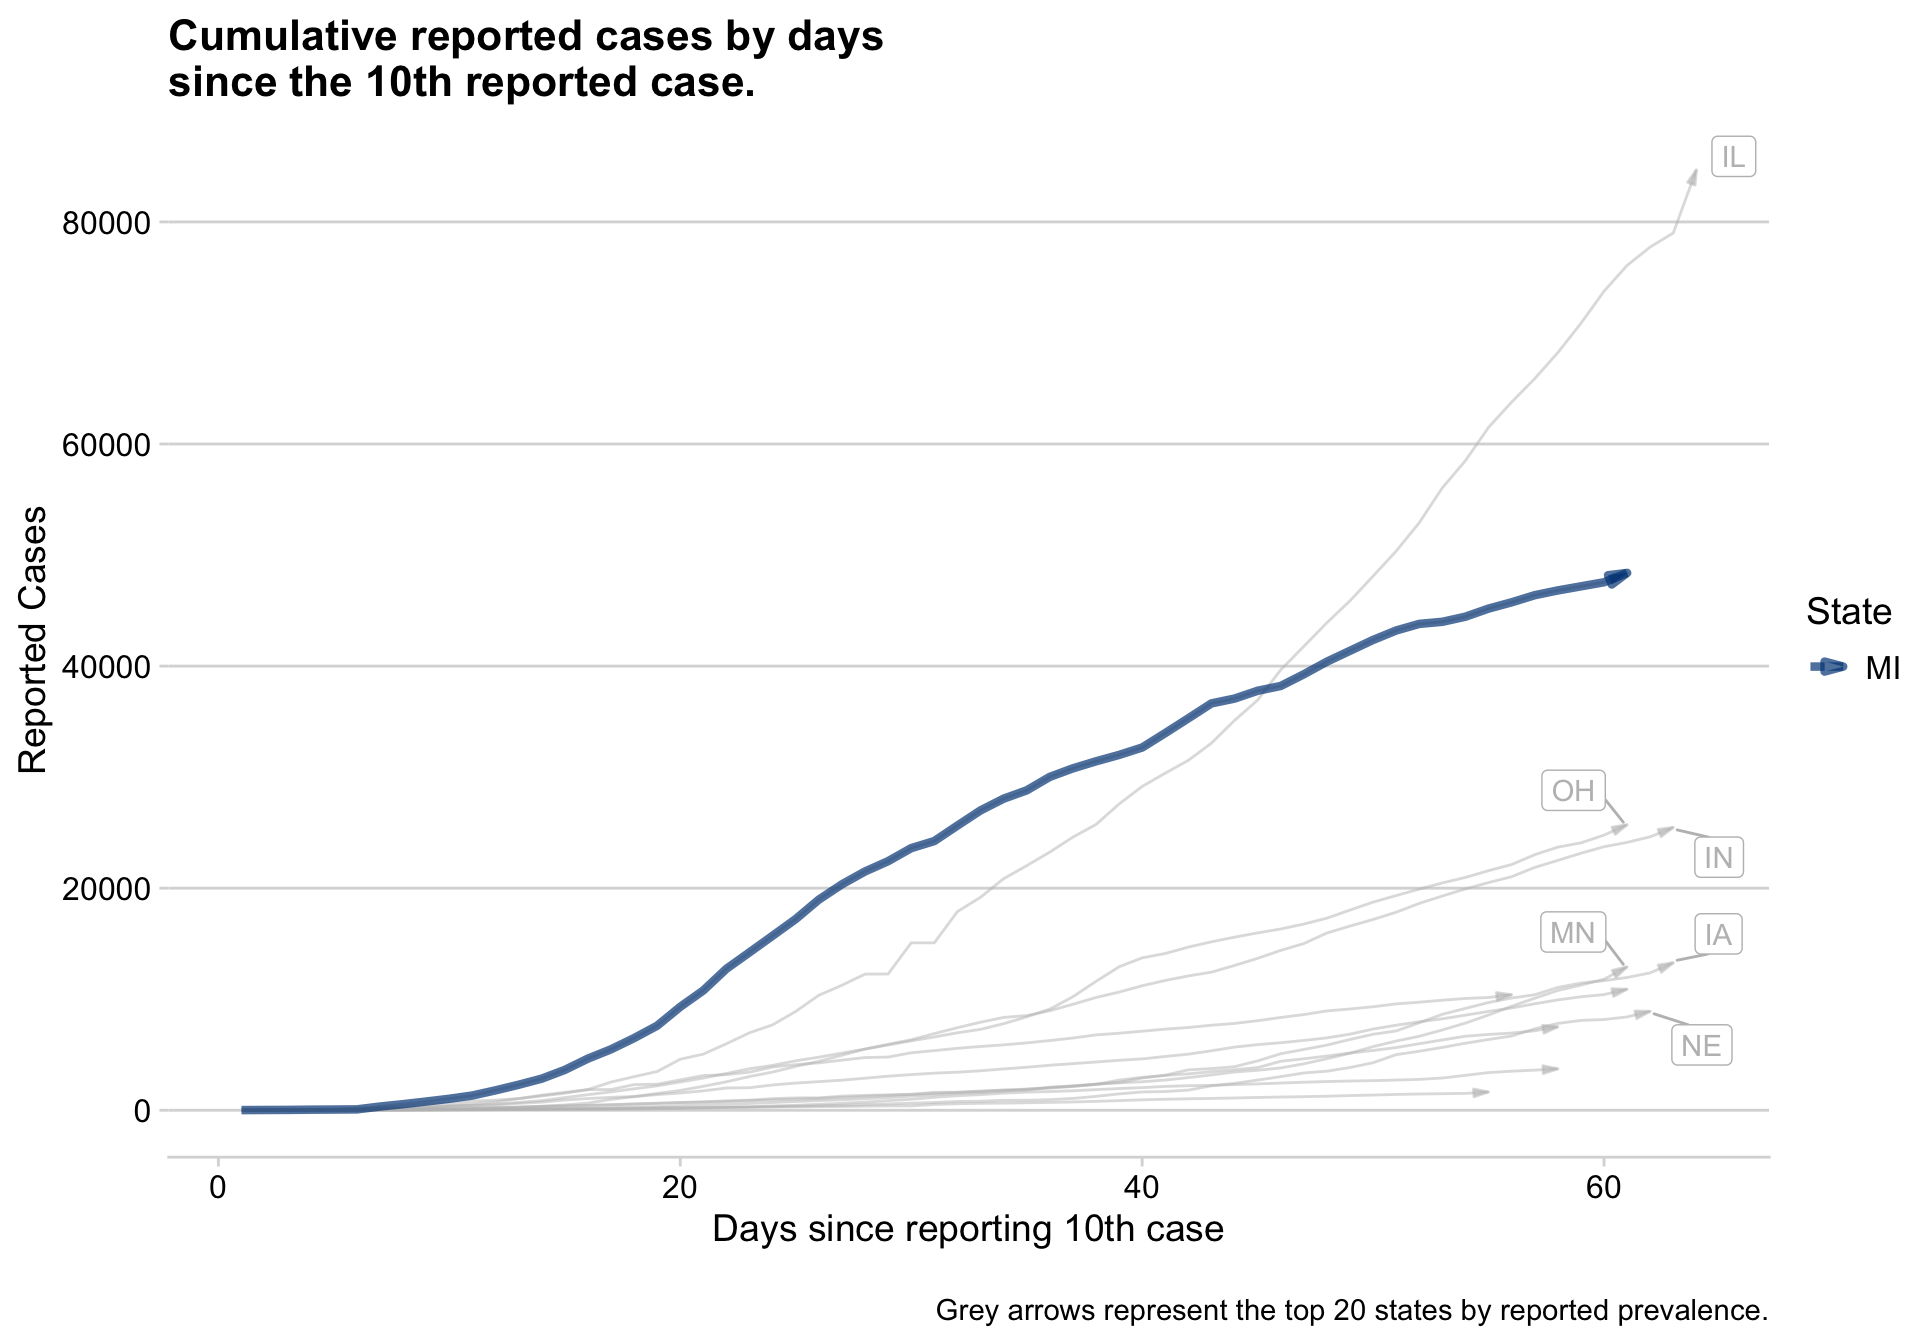 Cumulative reported cases by days
since the 10th reported case.
IL
80000
60000
Reported Cases
State
40000
MI
OH
IN
20000
MN
IA
NE
0
0 20 40 60
Days since reporting 10th case
Grey arrows represent the top 20 states by reported prevalence.